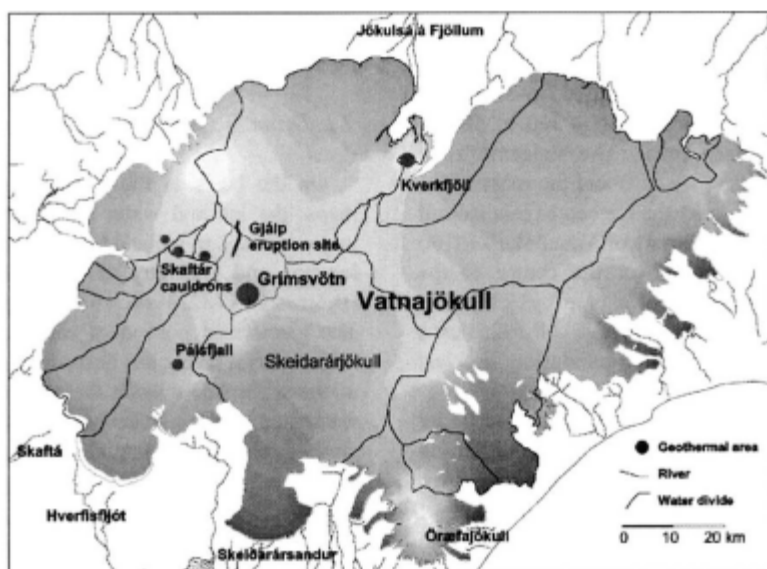 Jökulsá á Fjöllum
Kverkfjöll
Gjálp
eruption site
Skaftár
cauldrons
Grímsvötn
Vatnajökull
Pálsfjall
Skeidarárjökull
Skaftá
Geothermal area
River
Hverfisfljót
Water divide
Öræfajökull
0 10 20 km
Skeiðarársandur